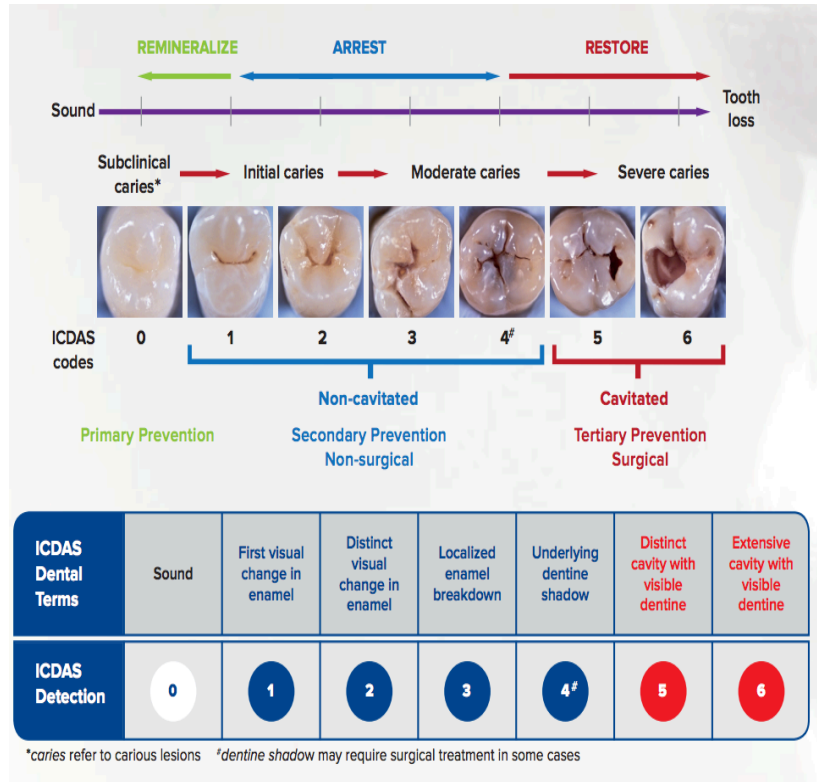 REMINERALIZE ARREST RESTORE
Sound
Tooth
loss
Subclinical
caries*
Initial caries
Moderate caries
Severe caries
ICDAS
codes
0 1 2 3 4# 5 6
Non-cavitated
Cavitated
Primary Prevention
Secondary Prevention
Non-surgical
Tertiary Prevention
Surgical
ICDAS
Dental
Terms
Sound
First visual
change in
enamel
Distinct
visual
change in
enamel
Localized
enamel
breakdown
Underlying
dentine
shadow
Distinct
cavity with
visible
dentine
Extensive
cavity with
visible
dentine
ICDAS
Detection
0 1 2 3 4# 5 6
*caries refer to carious lesions #dentine shadow may require surgical treatment in some cases